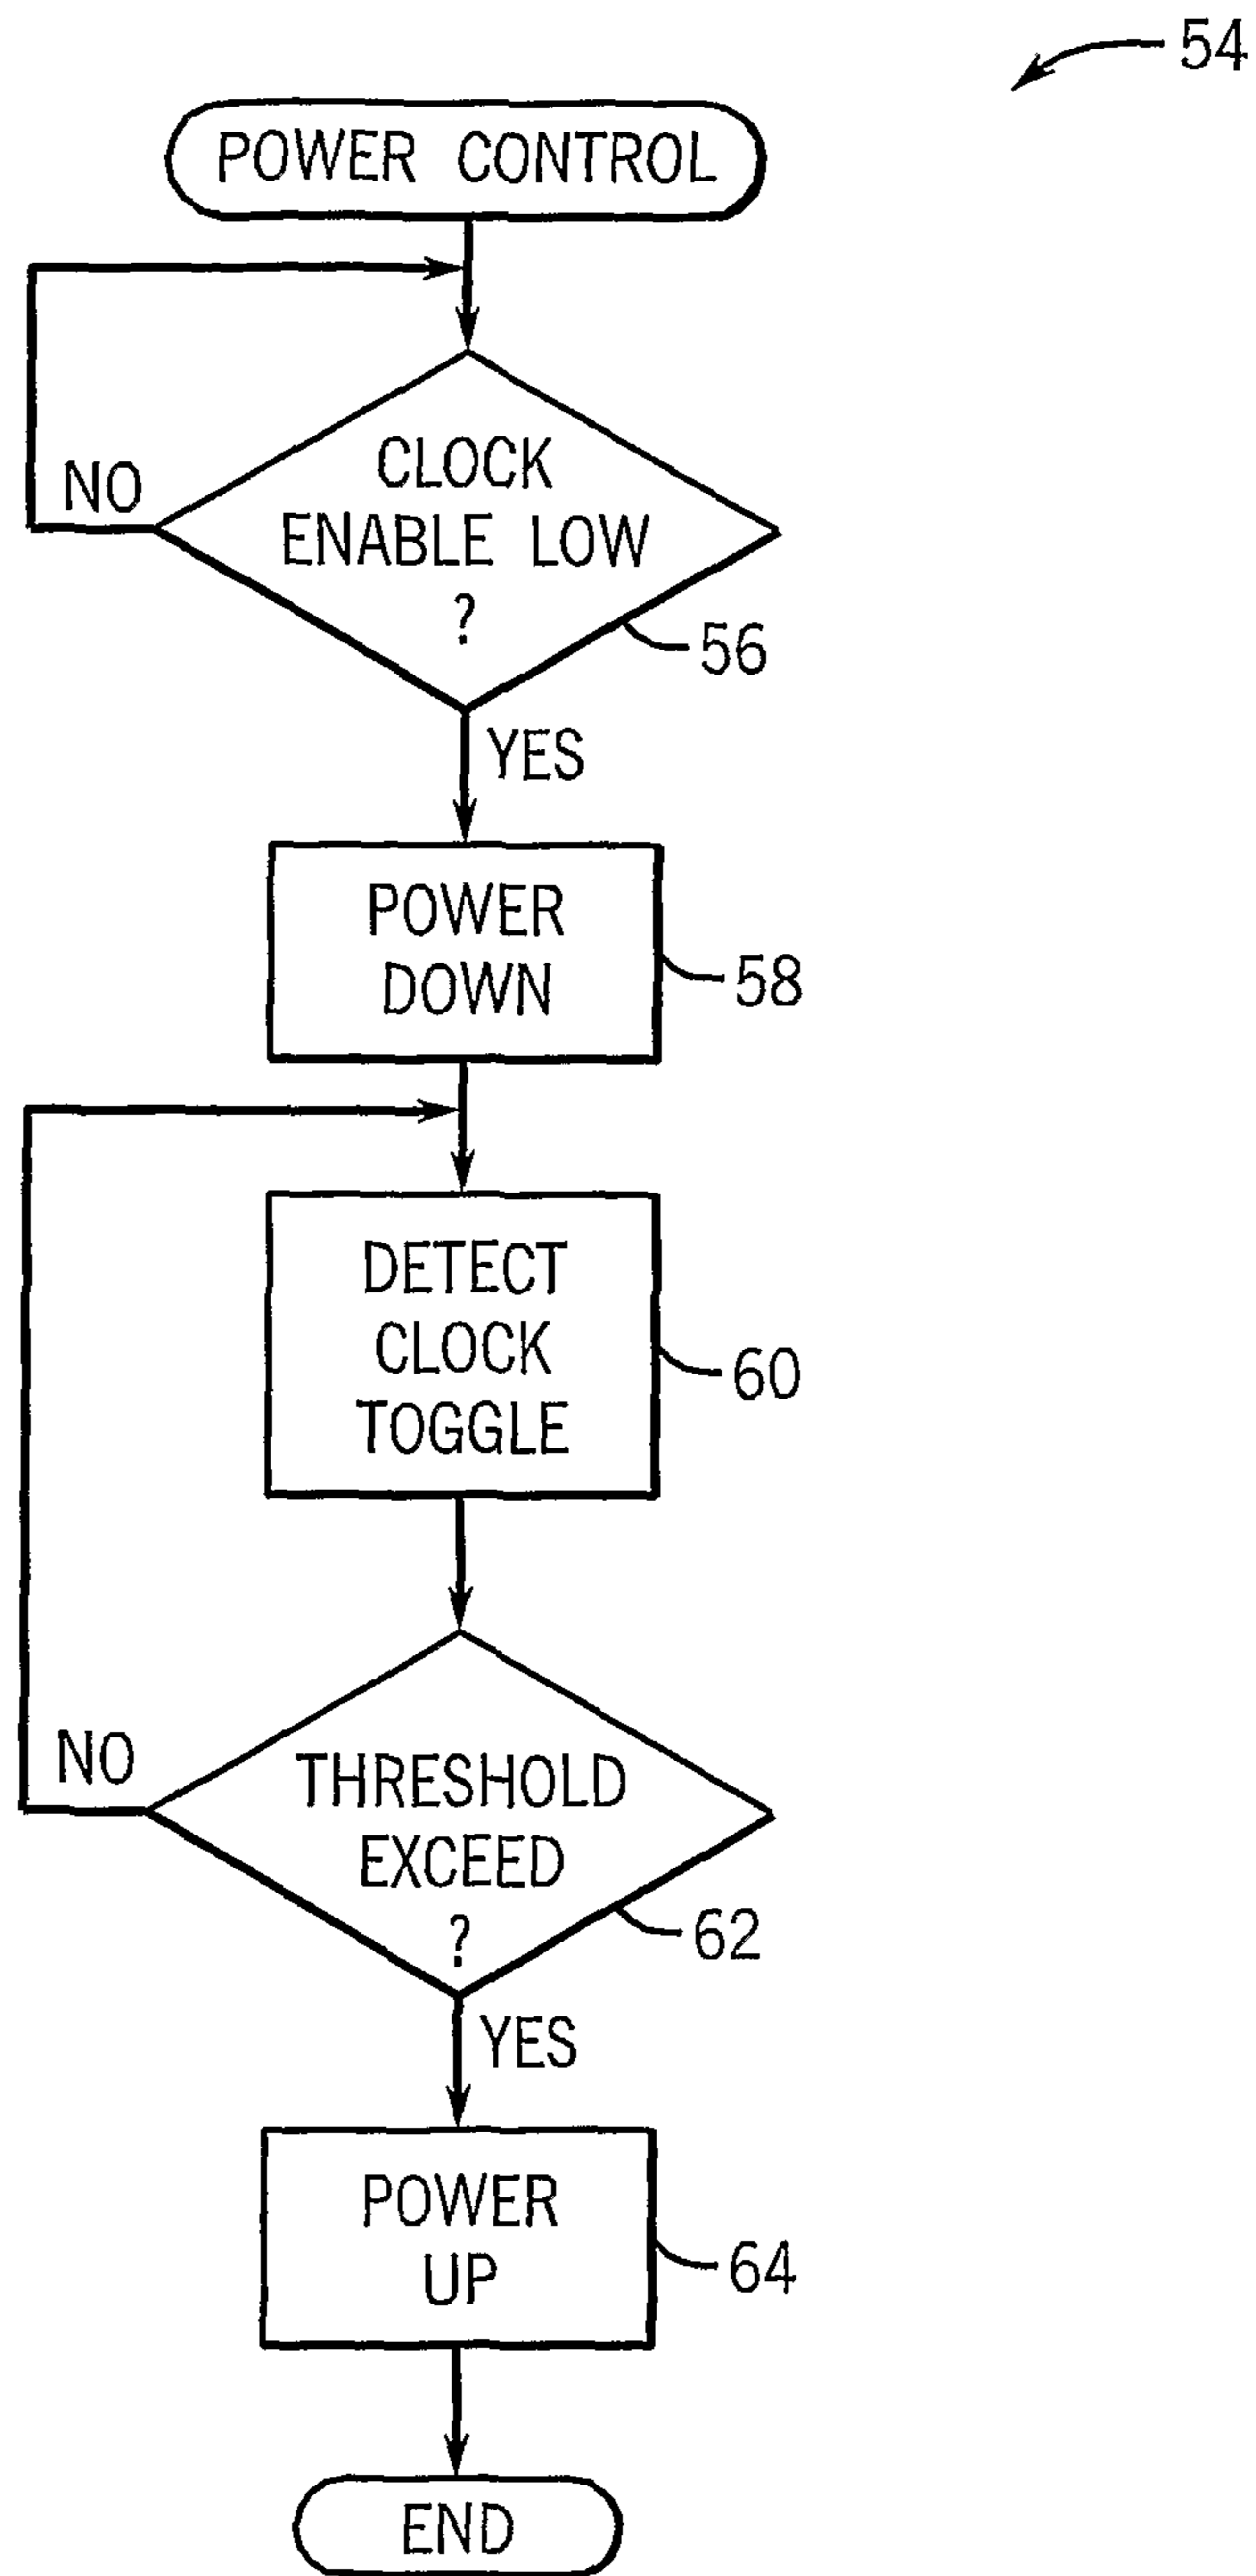 54
POWER CONTROL
CLOCK
ENABLE LOW
?
NO
56
YES
POWER
DOWN
58
DETECT
CLOCK
TOGGLE
60
THRESHOLD
EXCEED
?
NO
62
YES
POWER
UP
64
END